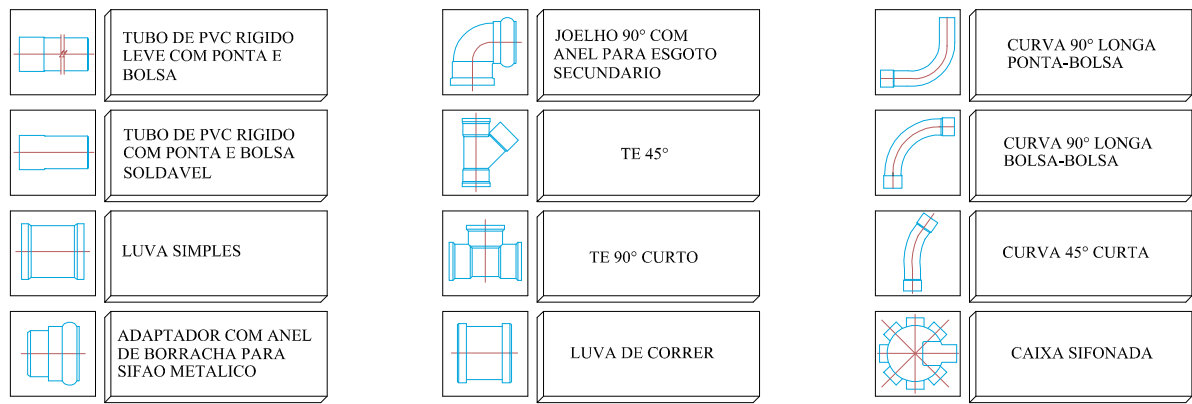 TUBO DE PVC RIGIDO
LEVE COM PONTA E
BOLSA
TUBO DE PVC RIGIDO
COM PONTA E BOLSA
SOLDAVEL
LUVA SIMPLES
ADAPTADOR COM ANEL
DE BORRACHA PARA
SIFAO METALICO
JOELHO 90° COM
ANEL PARA ESGOTO
SECUNDARIO
TE 45°
TE 90° CURTO
LUVA DE CORRER
CURVA 90° LONGA
PONTA-BOLSA
CURVA 90° LONGA
BOLSA-BOLSA
CURVA 45° CURTA
CAIXA SIFONADA